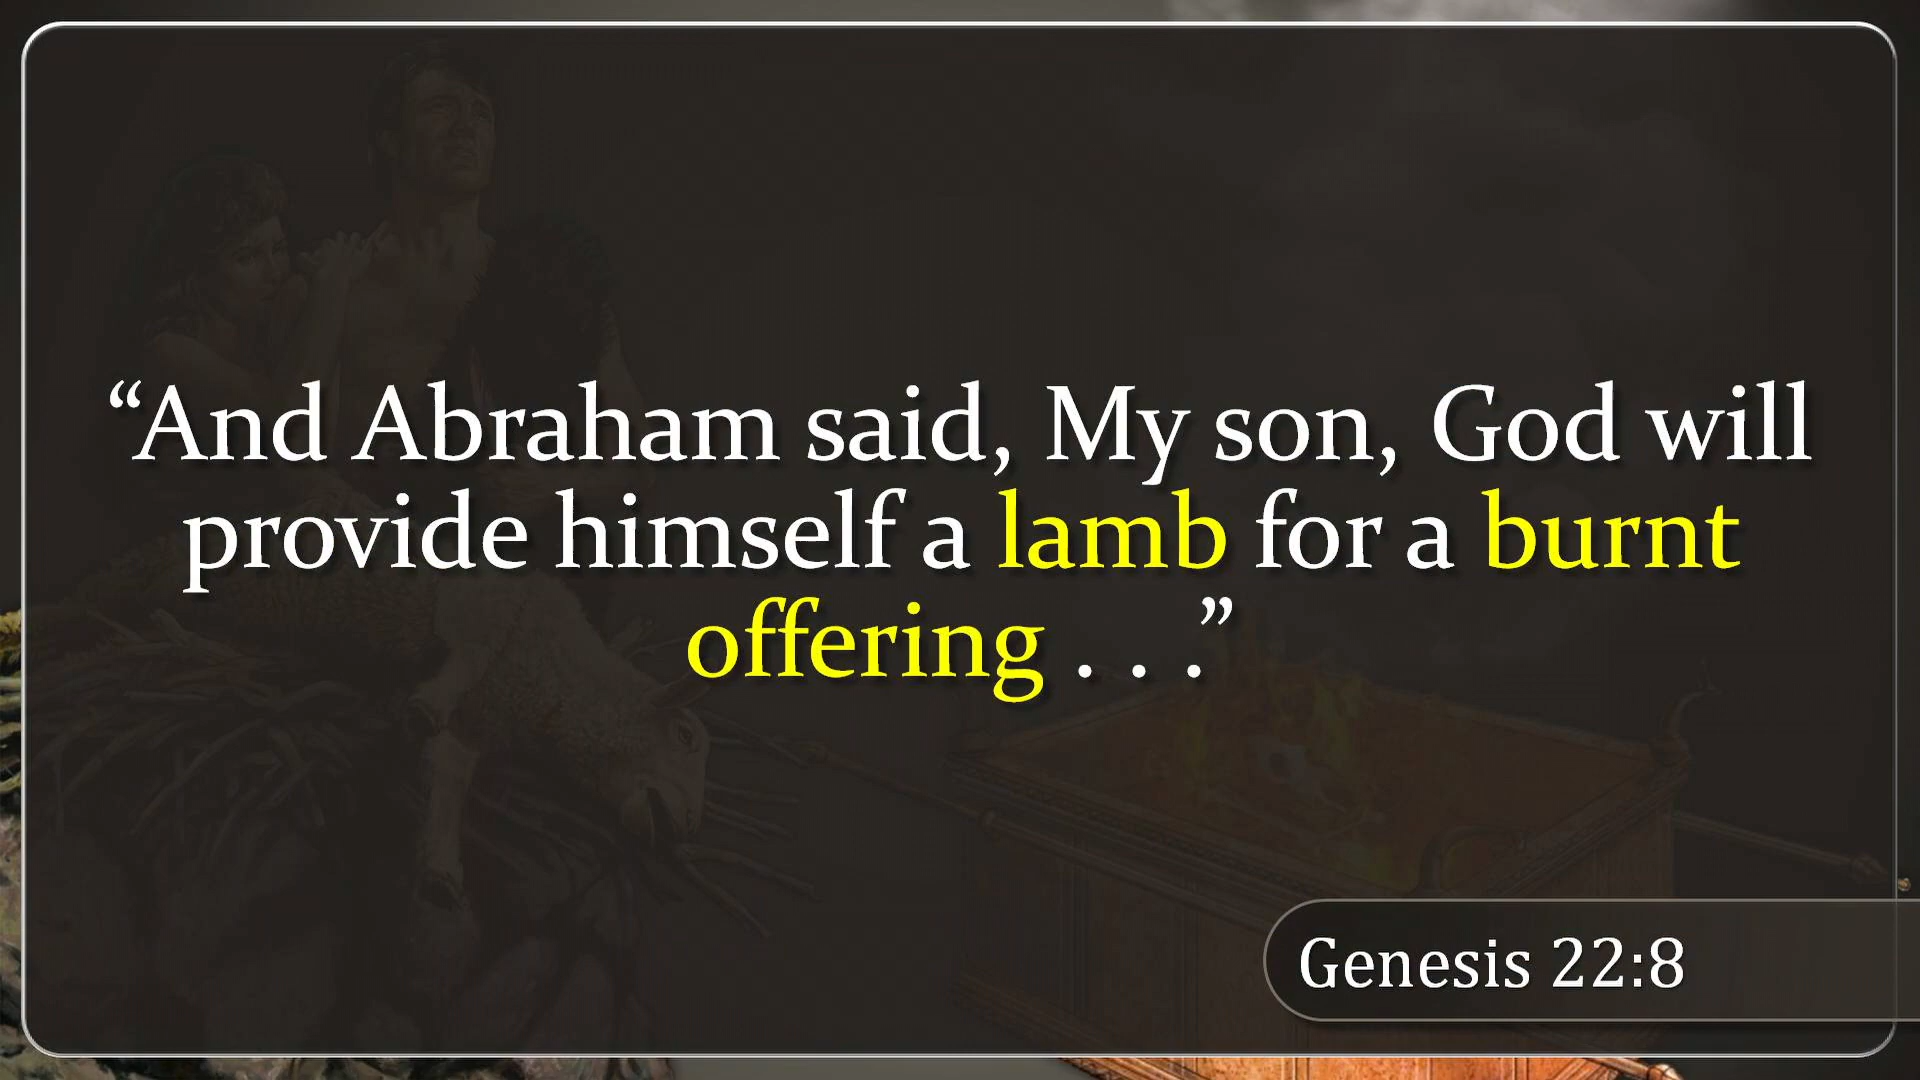 “And Abraham said, My son, God will
provide himself a lamb for a burnt
offering . . .”
Genesis 22:8